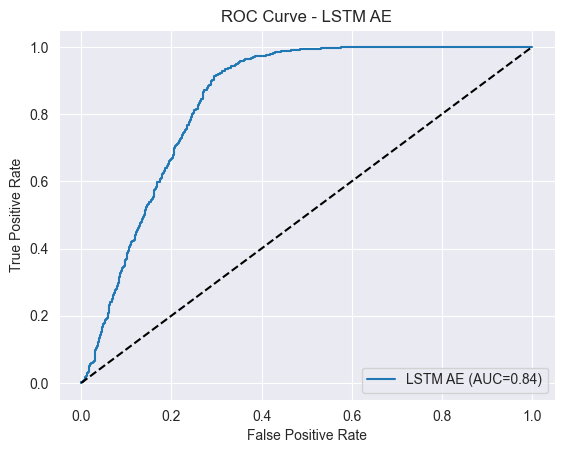 ROC Curve - LSTM AE
True Positive Rate
1.0
0.8
0.6
0.4
0.2
0.0
LSTM AE (AUC=0.84)
0.0 0.2 0.4 0.6 0.8 1.0
False Positive Rate